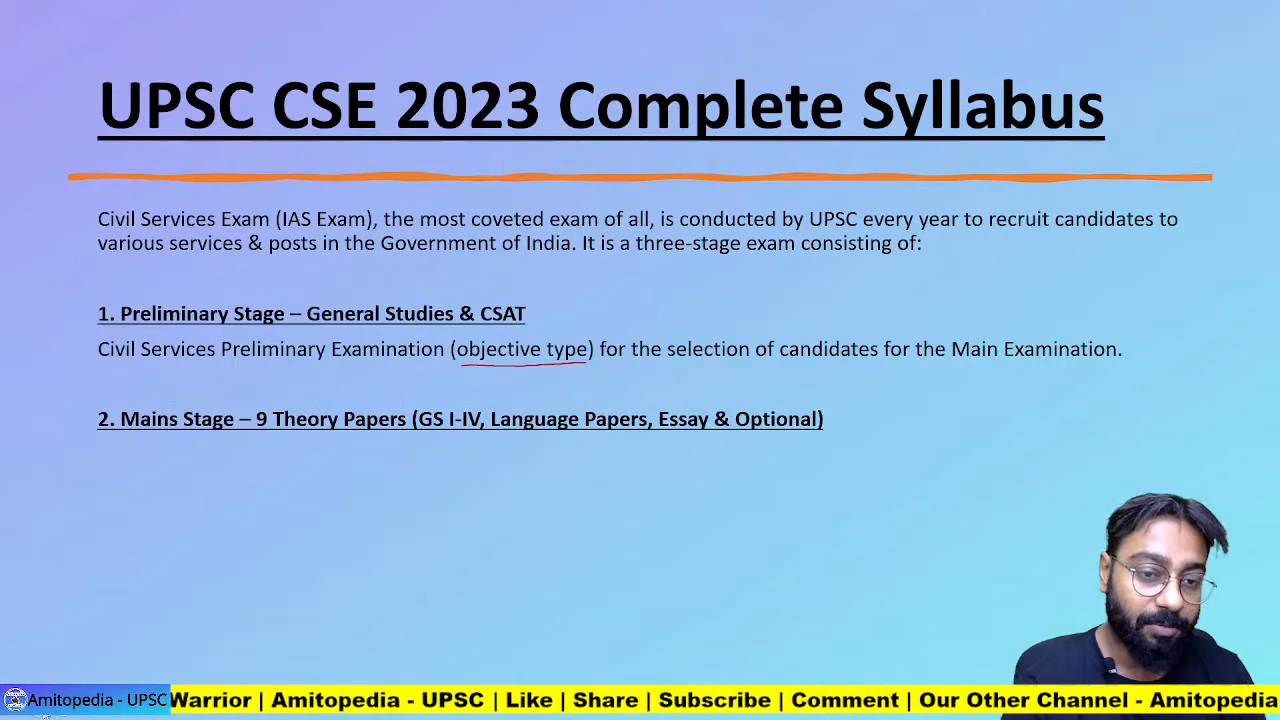 UPSC CSE 2023 Complete Syllabus
Civil Services Exam (IAS Exam), the most coveted exam of all, is conducted by UPSC every year to recruit candidates to
various services & posts in the Government of India. It is a three-stage exam consisting of:
1. Preliminary Stage – General Studies & CSAT
Civil Services Preliminary Examination (objective type) for the selection of candidates for the Main Examination.
2. Mains Stage – 9 Theory Papers (GS I-IV, Language Papers, Essay & Optional)
Amitopedia - UPSC
Warrior | Amitopedia - UPSC | Like | Share | Subscribe | Comment | Our Other Channel - Amitopedia